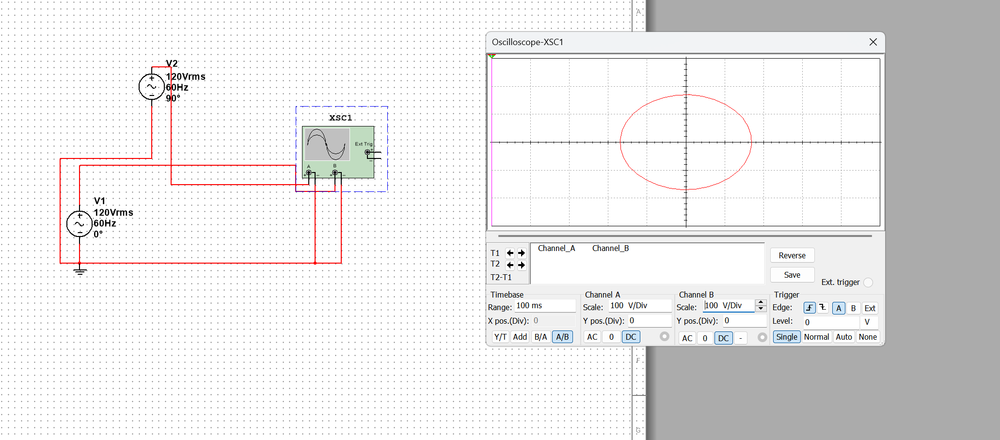 A
V2
120Vrms
60Hz
90°
XSC1
Ext Trig
+
−
A
B
+
−
+
−
V1
120Vrms
60Hz
0°
F
G
Oscilloscope-XSC1
T1
T2
T2-T1
Channel_A Channel_B
Reverse
Save
Ext. trigger
Timebase
Range: 100 ms
X pos.(Div): 0
Y/T Add B/A A/B
Channel A
Scale: 100 V/Div
Y pos.(Div): 0
AC 0 DC
Channel B
Scale: 100 V/Div
Y pos.(Div): 0
AC 0 DC -
Trigger
Edge: A B Ext
Level: 0 V
Single Normal Auto None